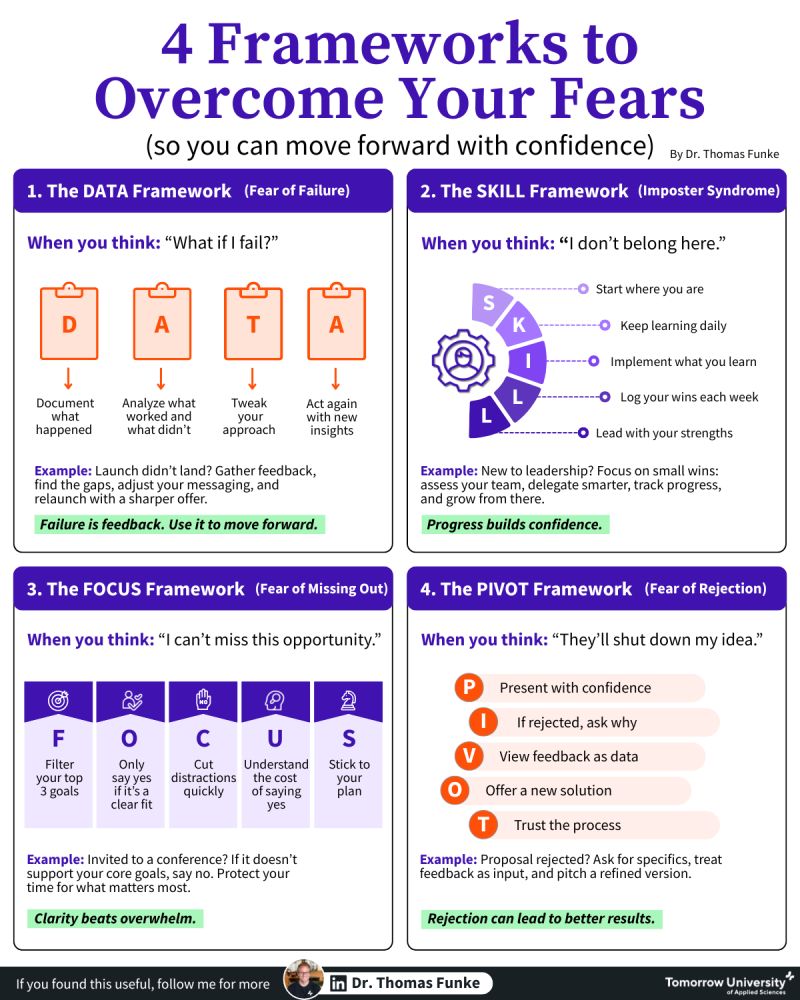 4 Frameworks to
Overcome Your Fears
(so you can move forward with confidence)
By Dr. Thomas Funke
1. The DATA Framework (Fear of Failure)
When you think: “What if I fail?”
D A T A
Document
what
happened
Analyze what
worked and
what didn’t
Tweak
your
approach
Act again
with new
insights
Example: Launch didn’t land? Gather feedback,
find the gaps, adjust your messaging, and
relaunch with a sharper offer.
Failure is feedback. Use it to move forward.
2. The SKILL Framework (Imposter Syndrome)
When you think: “I don’t belong here.”
S Start where you are
K Keep learning daily
I Implement what you learn
L Log your wins each week
L Lead with your strengths
Example: New to leadership? Focus on small wins:
assess your team, delegate smarter, track progress,
and grow from there.
Progress builds confidence.
3. The FOCUS Framework (Fear of Missing Out)
When you think: “I can’t miss this opportunity.”
NO
F O C U S
Filter
your top
3 goals
Only
say yes
if it’s a
clear fit
Cut
distractions
quickly
Understand
the cost
of saying
yes
Stick to
your
plan
Example: Invited to a conference? If it doesn’t
support your core goals, say no. Protect your
time for what matters most.
Clarity beats overwhelm.
4. The PIVOT Framework (Fear of Rejection)
When you think: “They’ll shut down my idea.”
P Present with confidence
I If rejected, ask why
V View feedback as data
O Offer a new solution
T Trust the process
Example: Proposal rejected? Ask for specifics, treat
feedback as input, and pitch a refined version.
Rejection can lead to better results.
If you found this useful, follow me for more
in Dr. Thomas Funke
Tomorrow University
of Applied Sciences